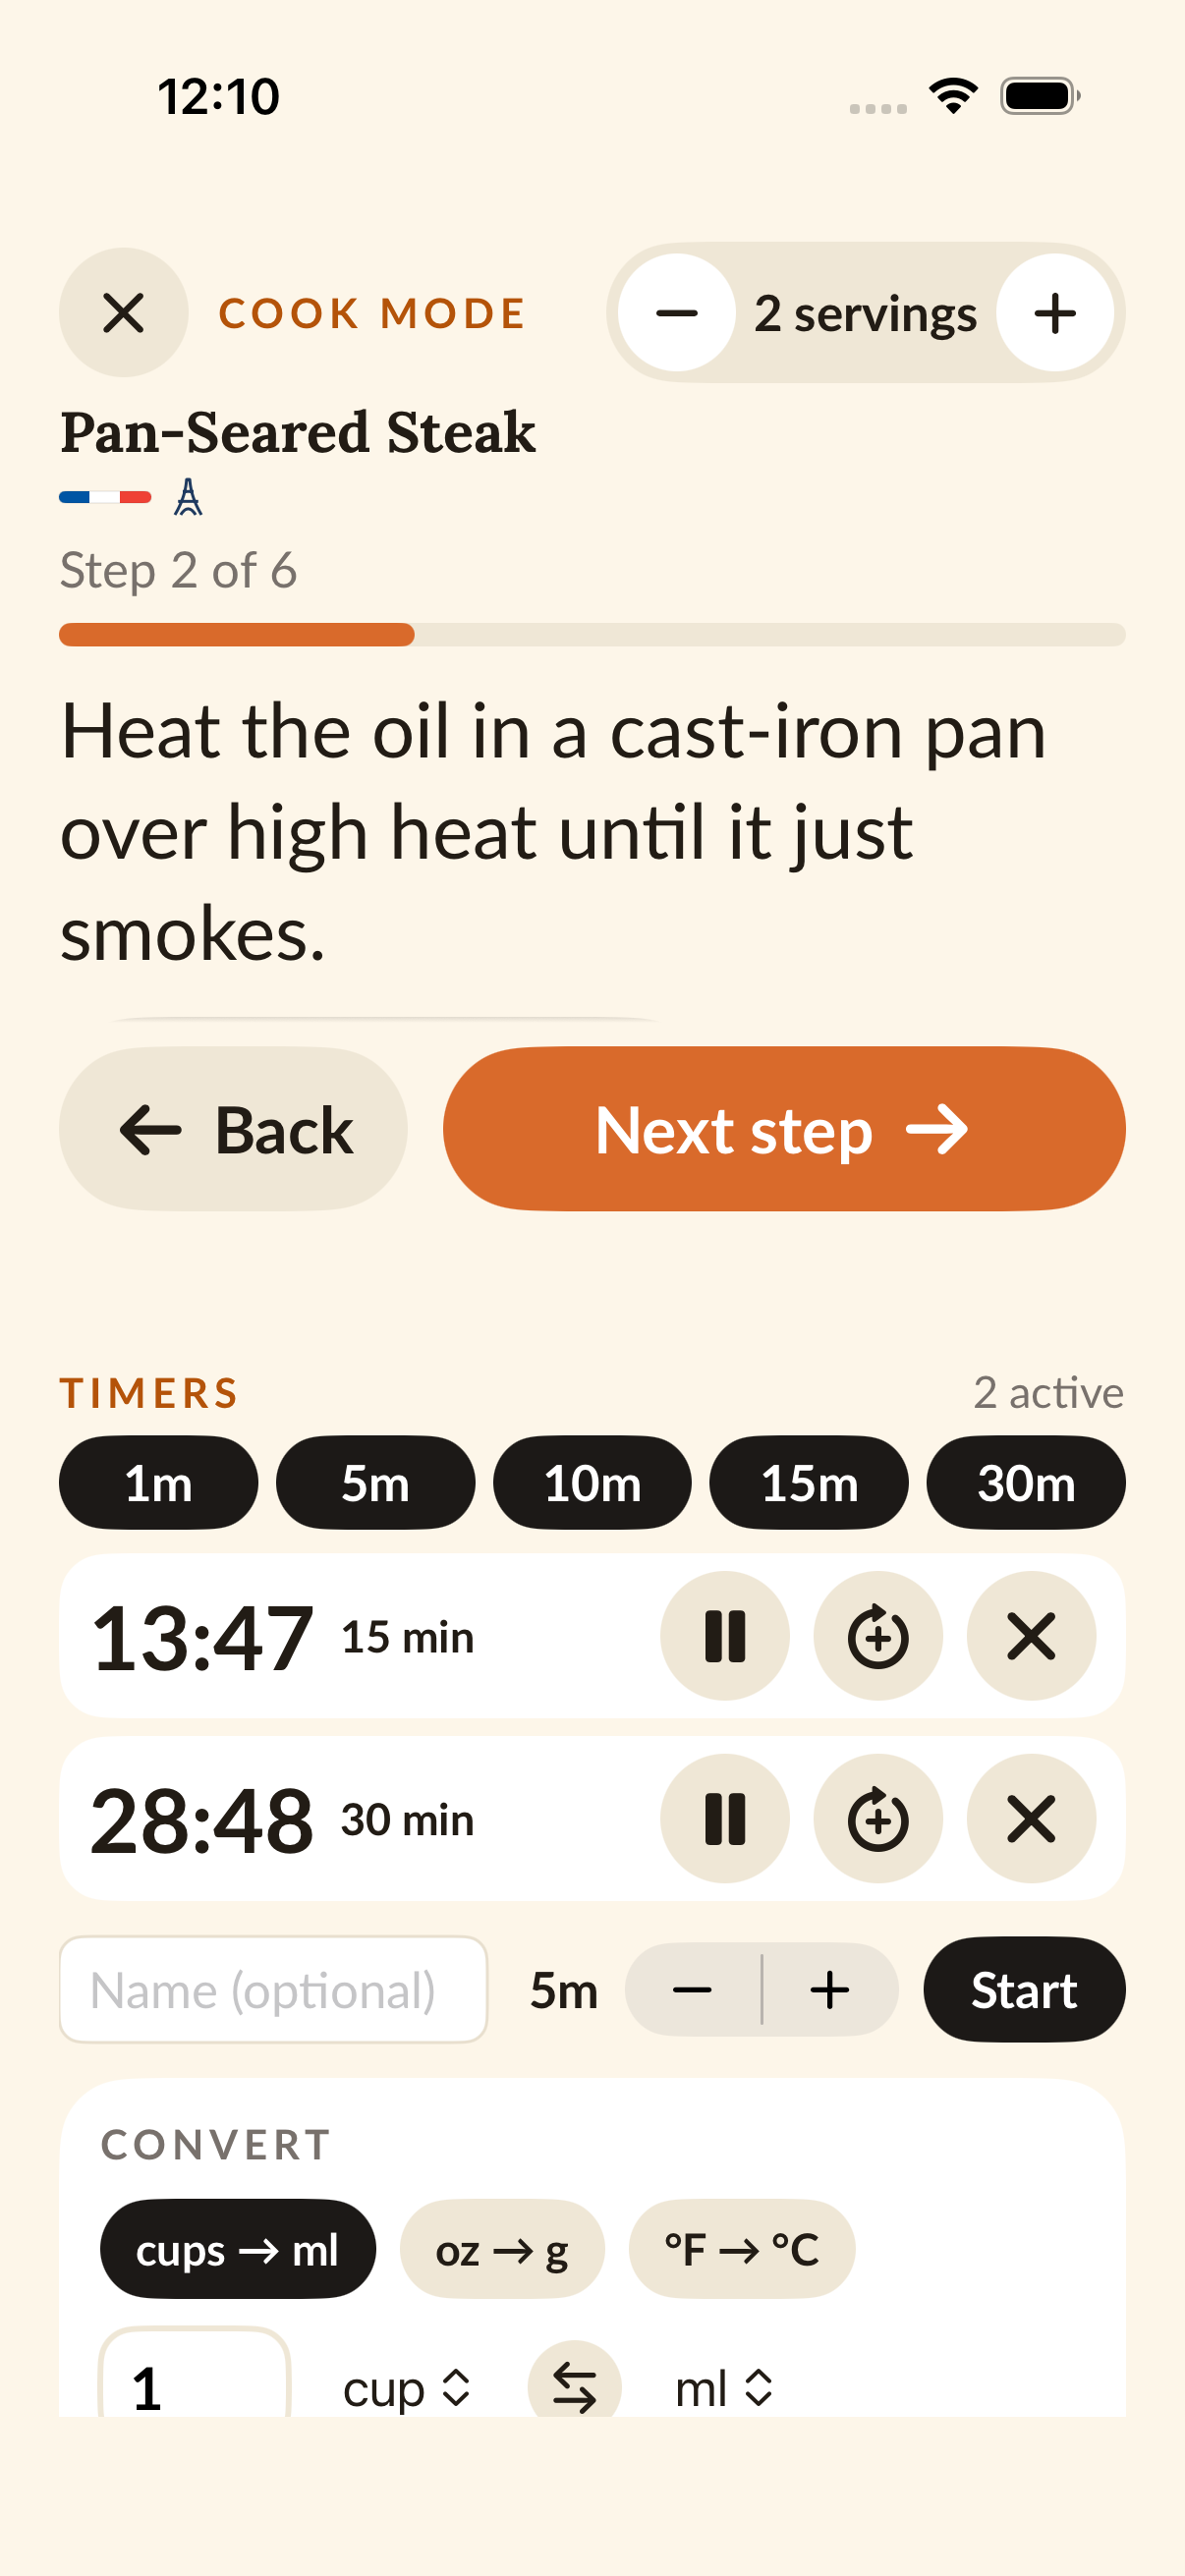 12:10
COOK MODE
2 servings
Pan-Seared Steak
Step 2 of 6
Heat the oil in a cast-iron pan
over high heat until it just
smokes.
← Back
Next step →
TIMERS
2 active
1m
5m
10m
15m
30m
13:47 15 min
28:48 30 min
Name (optional)
5m
Start
CONVERT
cups → ml
oz → g
°F → °C
1
cup
ml